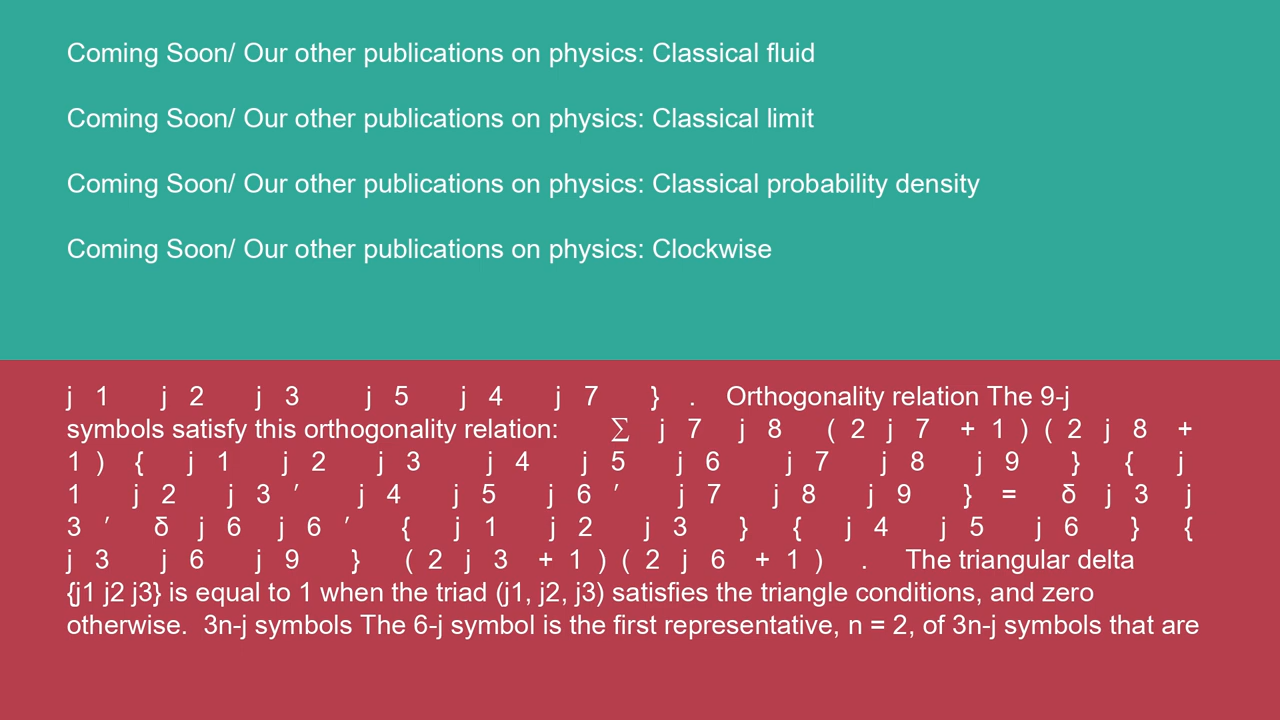 Coming Soon/ Our other publications on physics: Classical fluid
Coming Soon/ Our other publications on physics: Classical limit
Coming Soon/ Our other publications on physics: Classical probability density
Coming Soon/ Our other publications on physics: Clockwise
j 1 j 2 j 3 j 5 j 4 j 7 } . Orthogonality relation The 9-j
symbols satisfy this orthogonality relation: ∑ j 7 j 8 ( 2 j 7 + 1 ) ( 2 j 8 +
1 ) { j 1 j 2 j 3 j 4 j 5 j 6 j 7 j 8 j 9 } { j
1 j 2 j 3 ′ j 4 j 5 j 6 ′ j 7 j 8 j 9 } = δ j 3 j
3 ′ δ j 6 j 6 ′ { j 1 j 2 j 3 } { j 4 j 5 j 6 } {
j 3 j 6 j 9 } ( 2 j 3 + 1 ) ( 2 j 6 + 1 ) . The triangular delta
{j1 j2 j3} is equal to 1 when the triad (j1, j2, j3) satisfies the triangle conditions, and zero
otherwise. 3n-j symbols The 6-j symbol is the first representative, n = 2, of 3n-j symbols that are